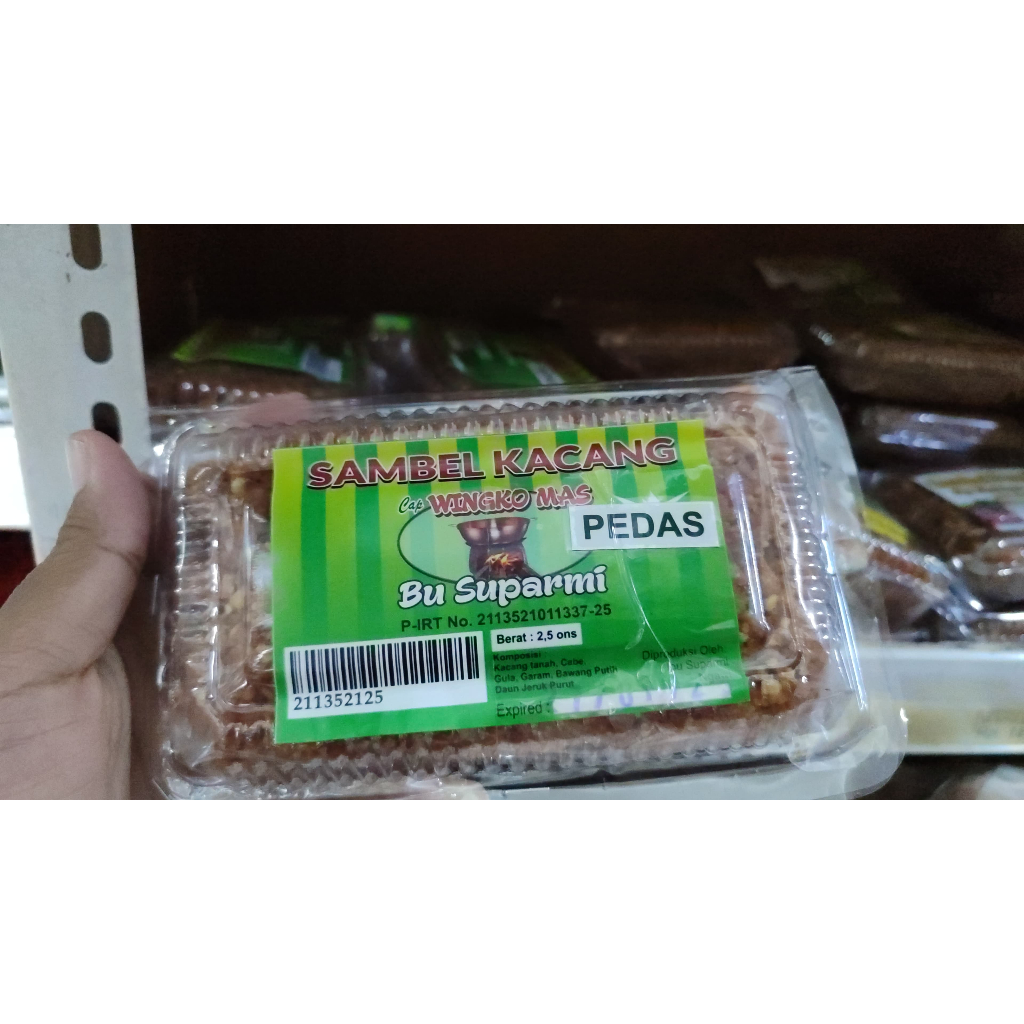 SAMBEL KACANG
Cap WINGKO MAS
PEDAS
Bu Suparmi
P-IRT No. 2113521011337-25
Berat : 2,5 ons
Komposisi
Kacang tanah, Cabe,
Gula, Garam, Bawang Putih
Daun Jeruk Purut
Diproduksi Oleh
Expired :
211352125